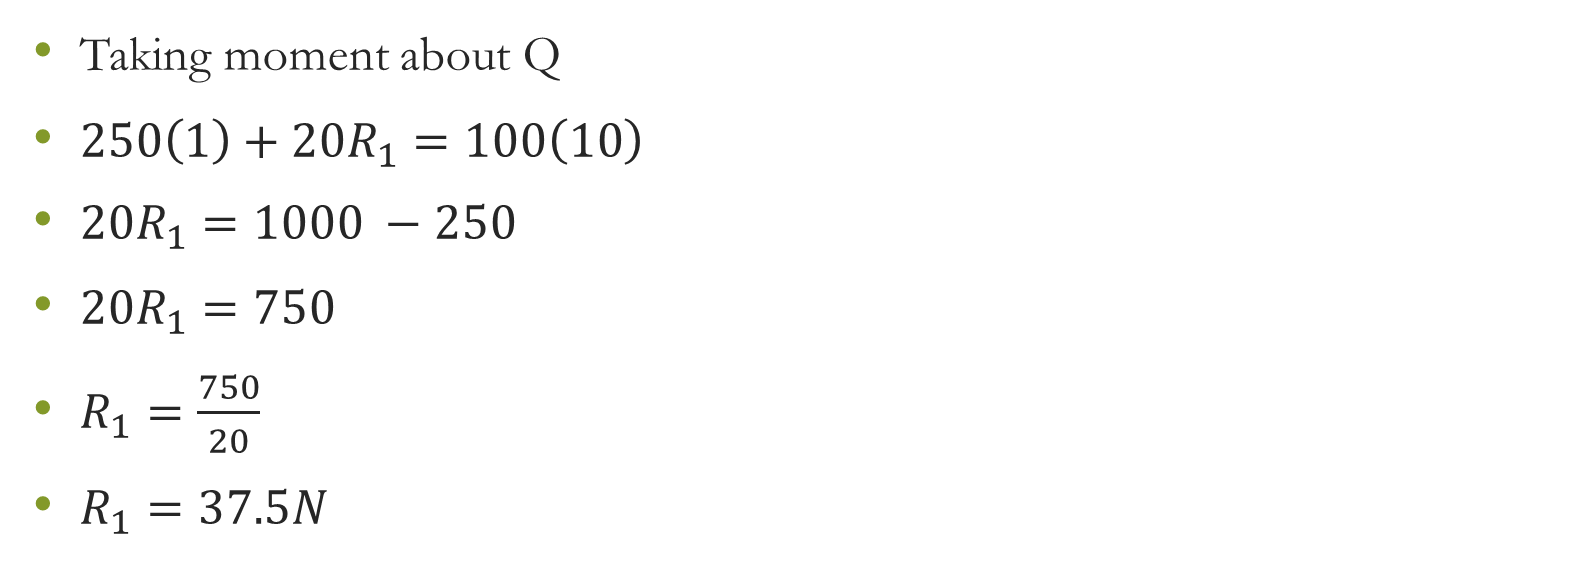 • Taking moment about Q
• 250(1) + 20R₁ = 100(10)
• 20R₁ = 1000 − 250
• 20R₁ = 750
• R₁ = 750/20
• R₁ = 37.5N